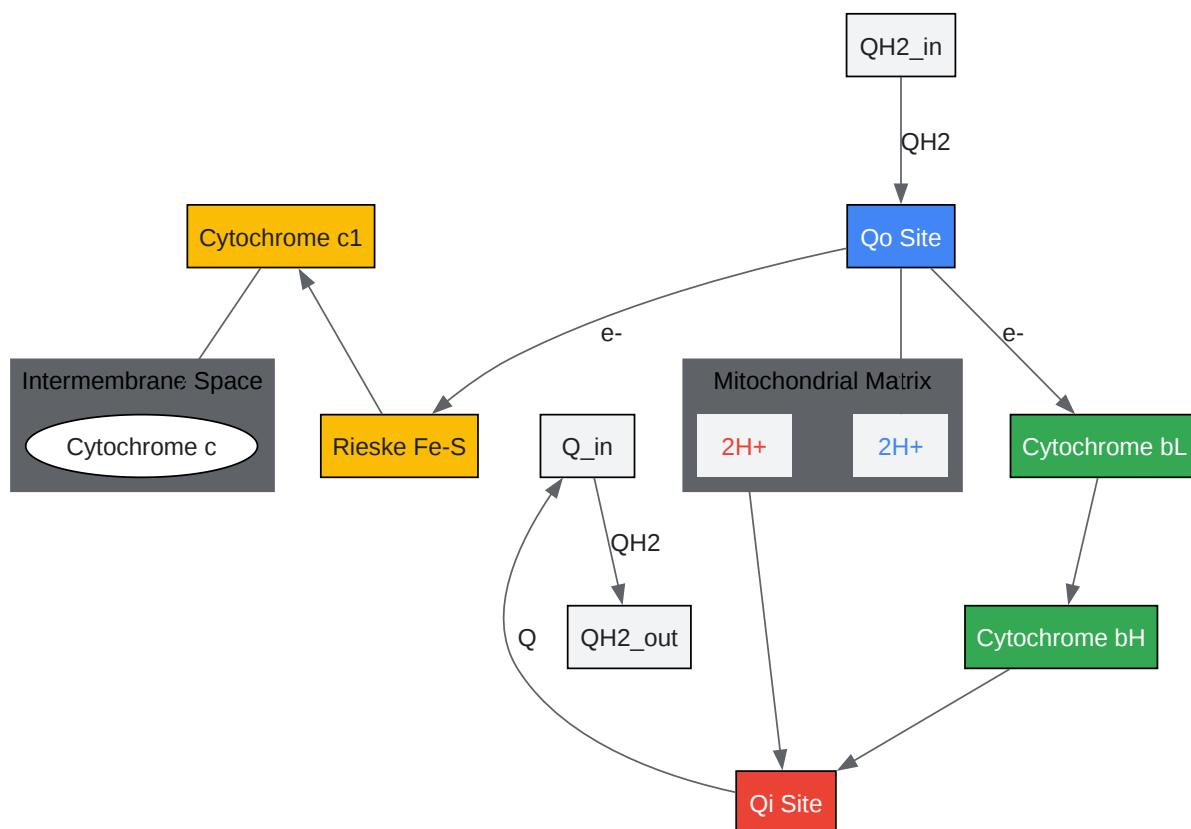 QH2_in
QH2
Cytochrome c1
Qo Site
e-
e-
Intermembrane Space
Mitochondrial Matrix
Cytochrome c
Rieske Fe-S
Q_in
2H+
2H+
Cytochrome bL
QH2
Q
QH2_out
Cytochrome bH
Qi Site